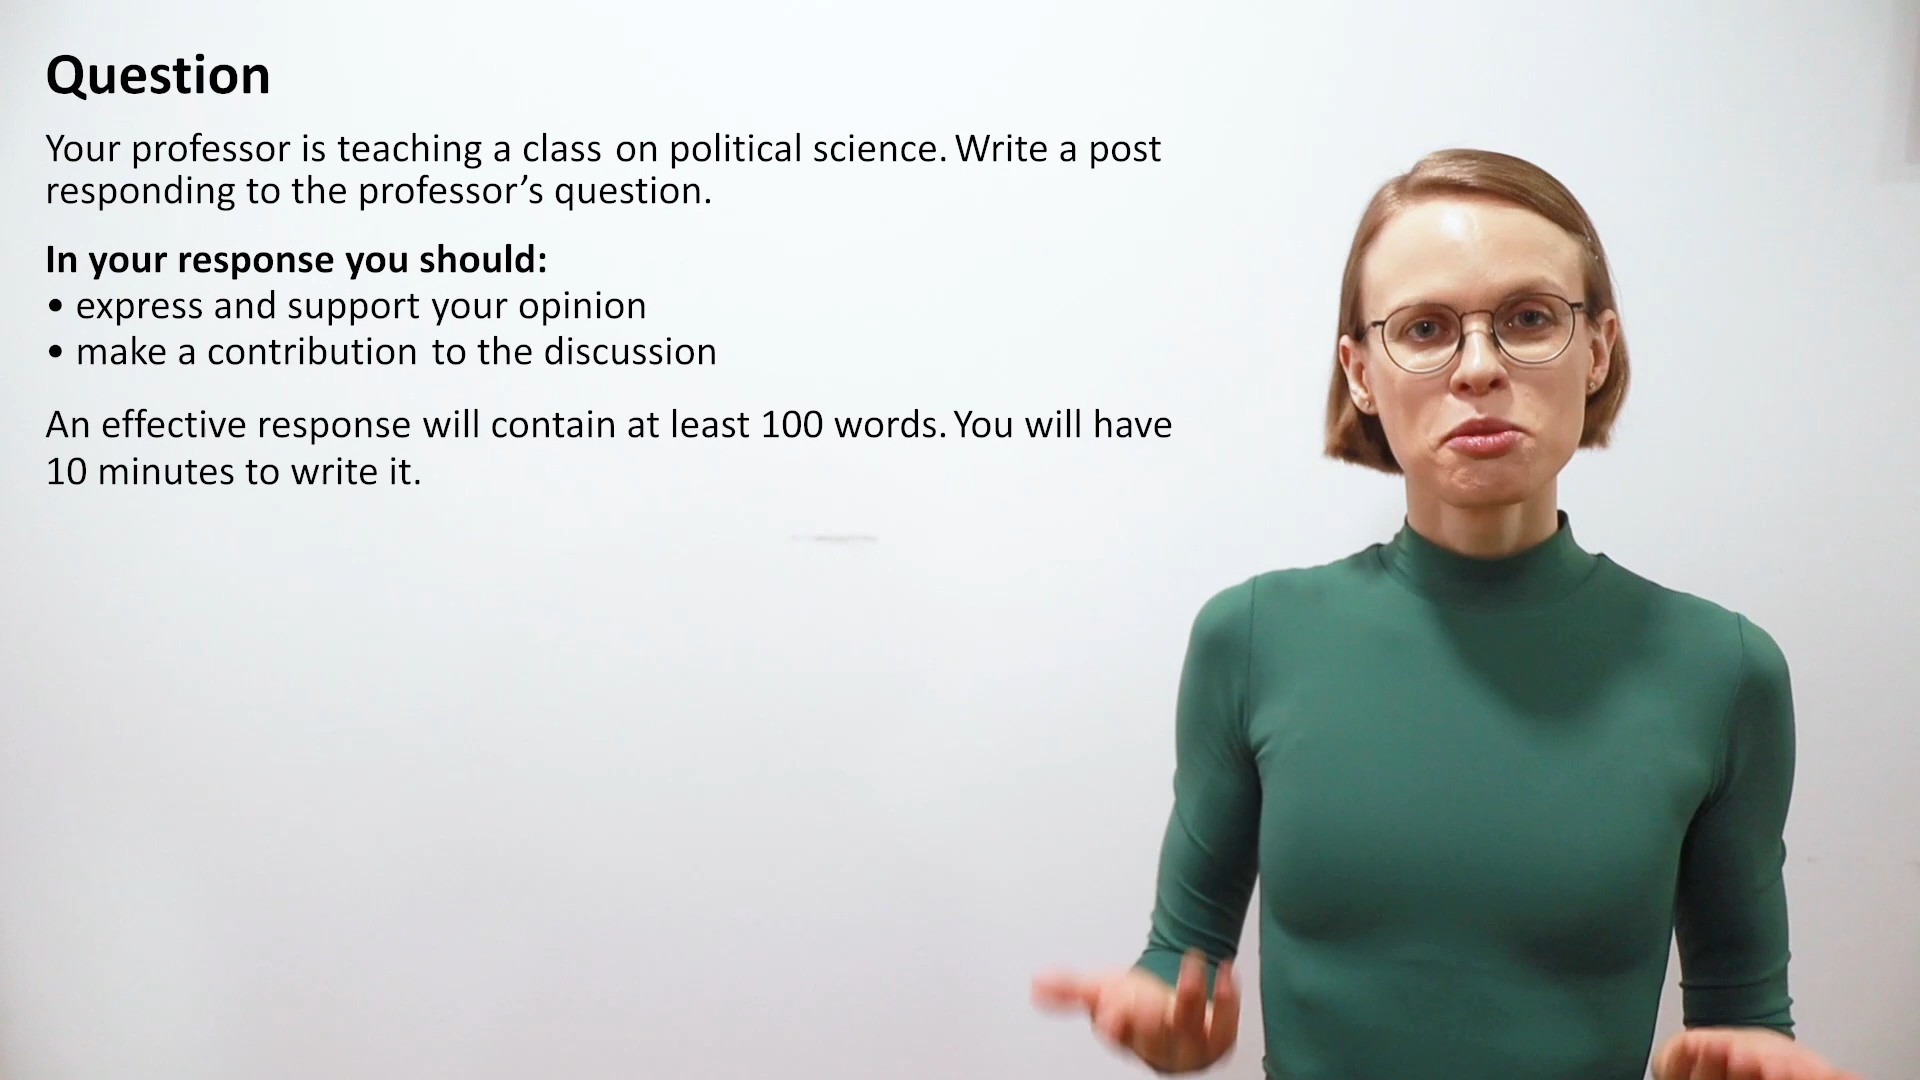 Question
Your professor is teaching a class on political science. Write a post
responding to the professor’s question.
In your response you should:
• express and support your opinion
• make a contribution to the discussion
An effective response will contain at least 100 words. You will have
10 minutes to write it.